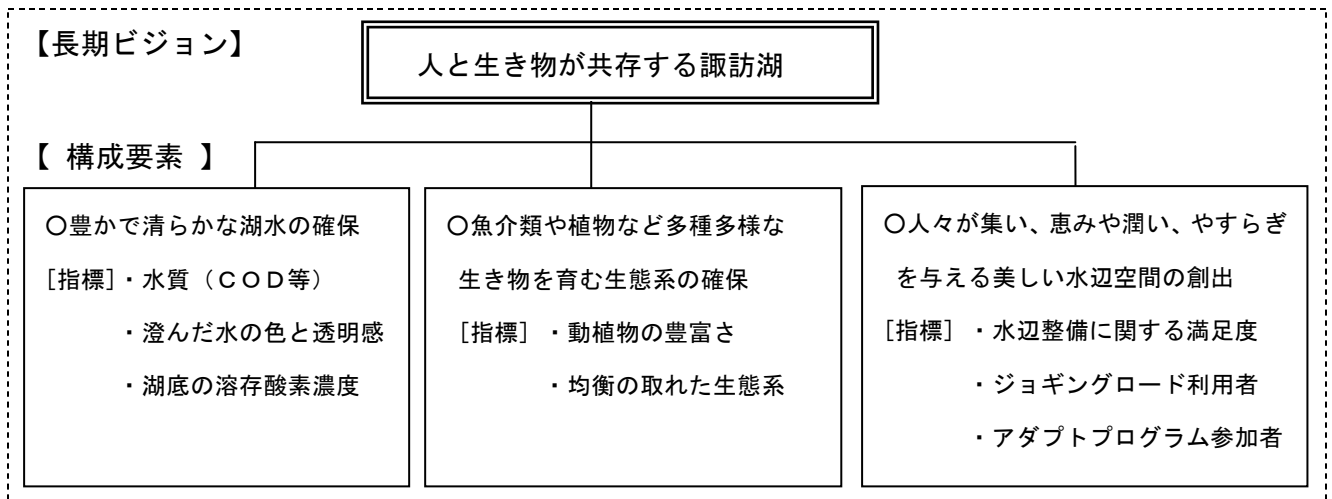 【長期ビジョン】
人と生き物が共存する諏訪湖
【 構成要素 】
〇豊かで清らかな湖水の確保
[指標]・水質（ＣＯＤ等）
・澄んだ水の色と透明感
・湖底の溶存酸素濃度
〇魚介類や植物など多種多様な
生き物を育む生態系の確保
[指標] ・動植物の豊富さ
・均衡の取れた生態系
〇人々が集い、恵みや潤い、やすらぎ
を与える美しい水辺空間の創出
[指標] ・水辺整備に関する満足度
・ジョギングロード利用者
・アダプトプログラム参加者